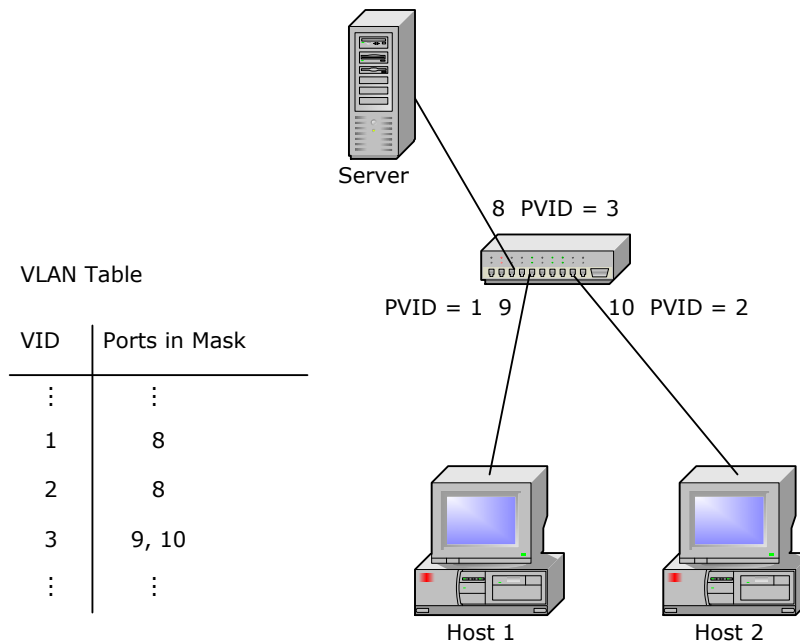 Server
8 PVID = 3
VLAN Table
PVID = 1 9
10 PVID = 2
VID Ports in Mask
⋮ ⋮
1 8
2 8
3 9, 10
⋮ ⋮
Host 1
Host 2